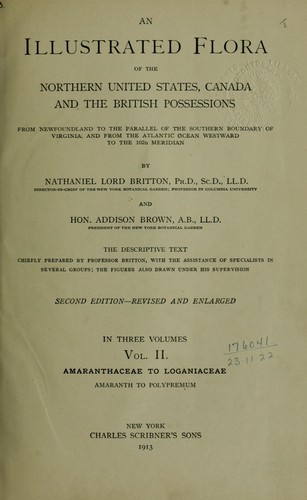 AN
ILLUSTRATED FLORA
OF THE
NORTHERN UNITED STATES, CANADA
AND THE BRITISH POSSESSIONS
FROM NEWFOUNDLAND TO THE PARALLEL OF THE SOUTHERN BOUNDARY OF
VIRGINIA, AND FROM THE ATLANTIC OCEAN WESTWARD
TO THE 102D MERIDIAN
BY
NATHANIEL LORD BRITTON, PH.D., SC.D., LL.D.
DIRECTOR-IN-CHIEF OF THE NEW YORK BOTANICAL GARDEN; PROFESSOR IN COLUMBIA UNIVERSITY
AND
HON. ADDISON BROWN, A.B., LL.D.
PRESIDENT OF THE NEW YORK BOTANICAL GARDEN
THE DESCRIPTIVE TEXT
CHIEFLY PREPARED BY PROFESSOR BRITTON, WITH THE ASSISTANCE OF SPECIALISTS IN
SEVERAL GROUPS; THE FIGURES ALSO DRAWN UNDER HIS SUPERVISION
SECOND EDITION—REVISED AND ENLARGED
IN THREE VOLUMES
VOL. II.
AMARANTHACEAE TO LOGANIACEAE
AMARANTH TO POLYPREMUM
176041
23 11 22
NEW YORK
CHARLES SCRIBNER'S SONS
1913